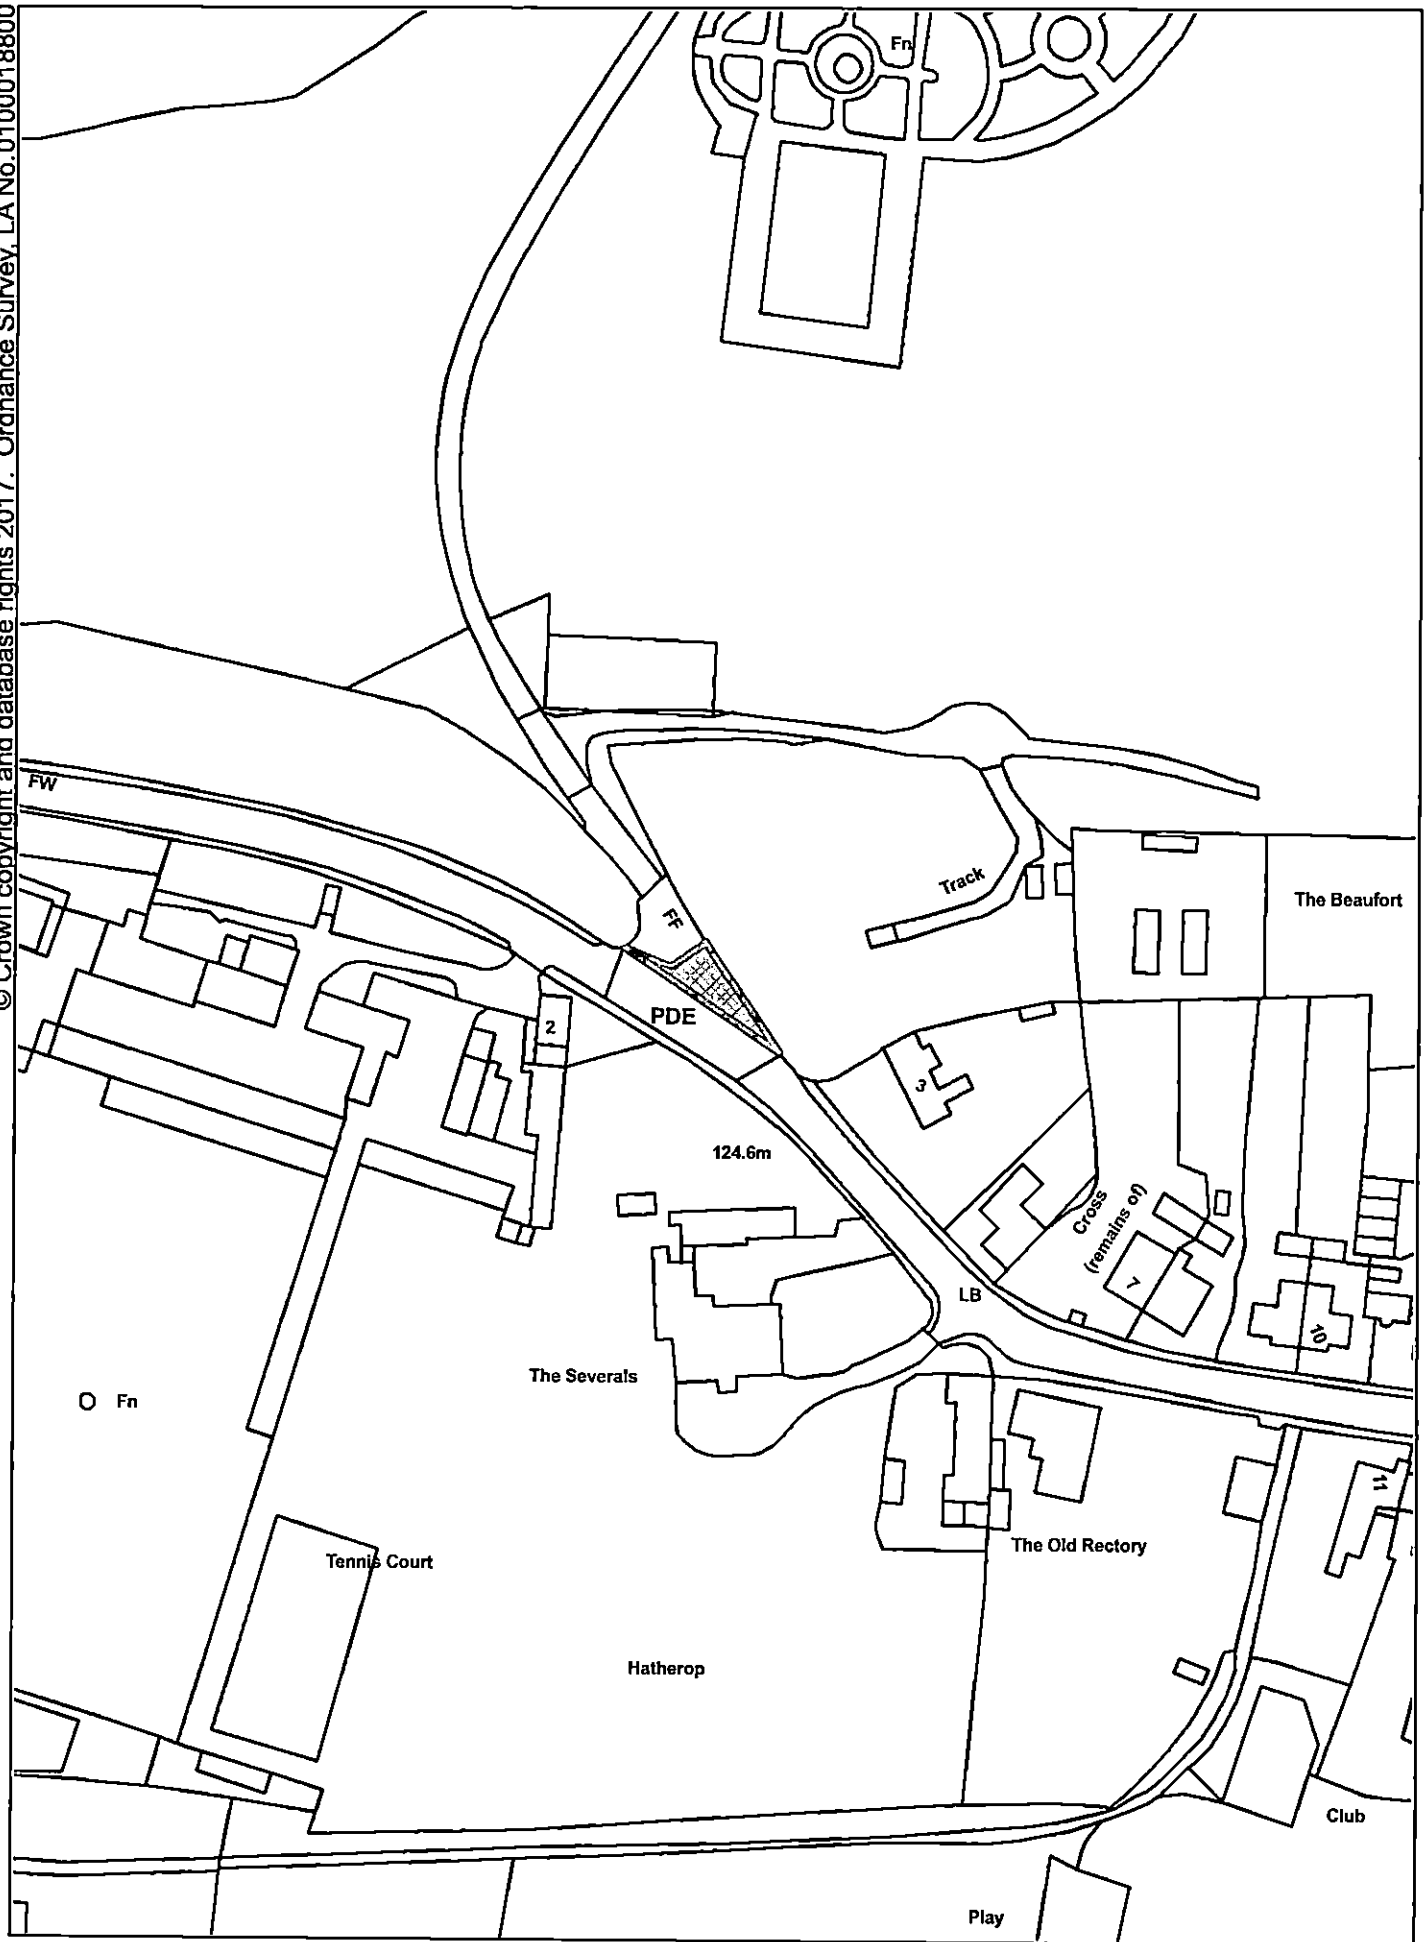 © Crown copyright and database rights 2017. Ordnance Survey, LA No.0100018800
Fn
FW
Track
The Beaufort
FF
PDE
2
3
124.6m
Cross
(remains of)
7
LB
10
The Severals
Fn
11
Tennis Court
The Old Rectory
Hatherop
Club
Play